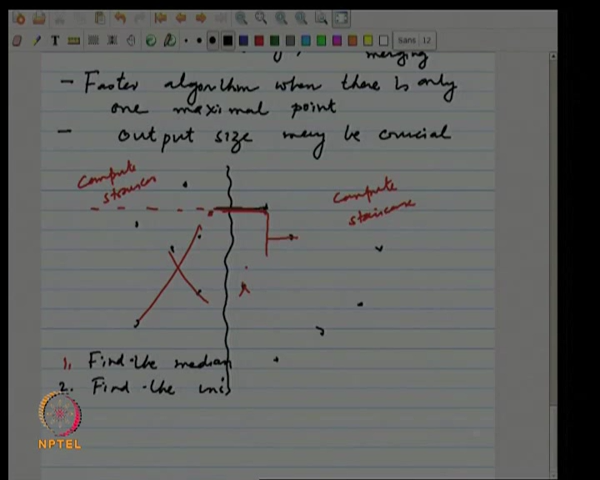 Sans 12
merging
- Faster algorithm when there is only
one maximal point
- output size may be crucial
compute
compute
staircase
1. Find the median
2. Find the
NPTEL